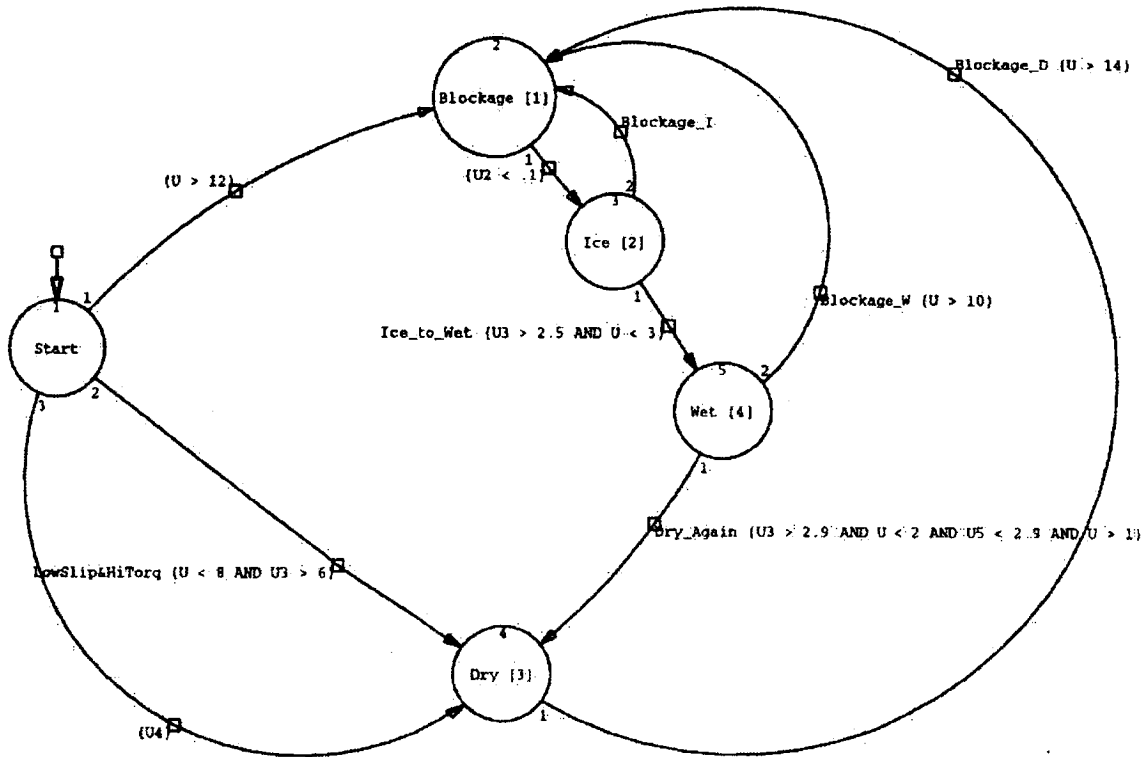 2
Blockage [1]
Blockage_D (U > 14)
Blockage_I
1
(U2 < .1)
(U > 12)
2
3
Ice [2]
1
Blockage_W (U > 10)
Ice_to_Wet (U3 > 2.5 AND U < 3)
1
1
Start
2
3
5
2
Wet [4]
1
Dry_Again (U3 > 2.9 AND U < 2 AND U5 < 2.9 AND U > 1)
LowSlip&HiTorq (U < 8 AND U3 > 6)
4
Dry [3]
1
(U4)